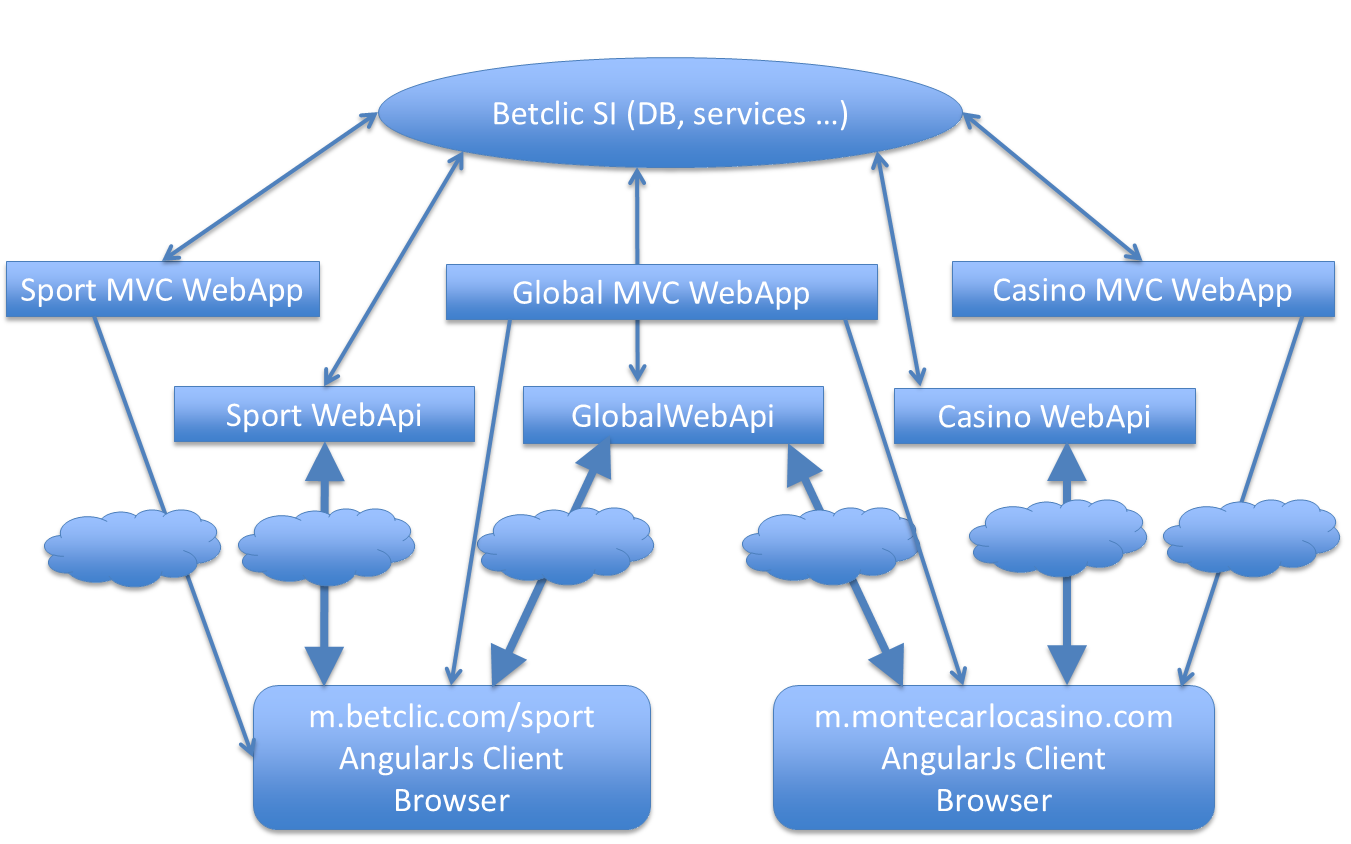 Betclic SI (DB, services …)
Sport MVC WebApp
Global MVC WebApp
Casino MVC WebApp
Sport WebApi
GlobalWebApi
Casino WebApi
m.betclic.com/sport
AngularJs Client
Browser
m.montecarlocasino.com
AngularJs Client
Browser